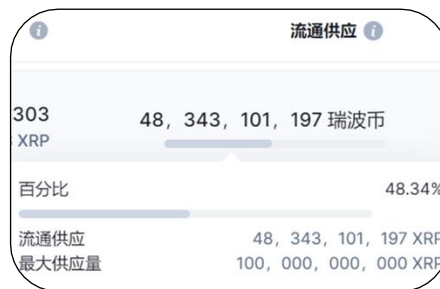 流通供应
303
48，343，101，197 瑞波币
XRP
百分比 48.34%
流通供应 48，343，101，197 XRP
最大供应量 100，000，000，000 XRP